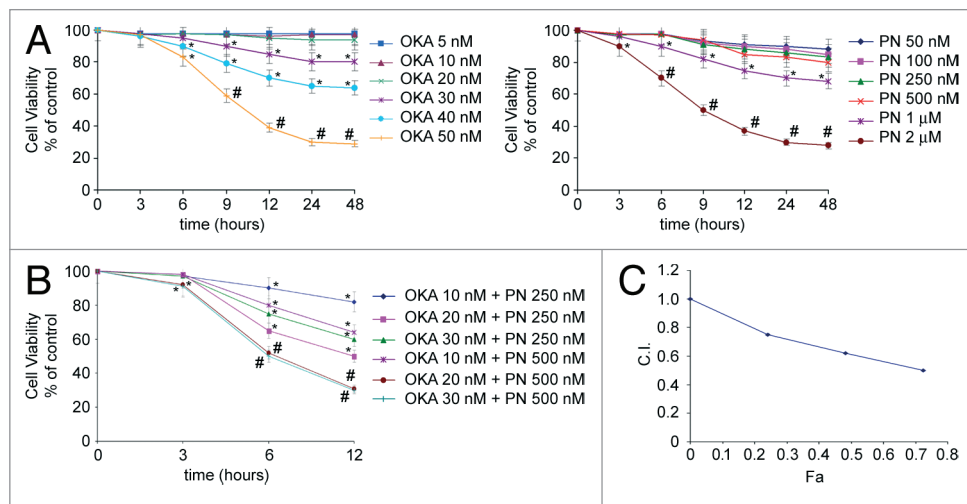 A
Cell Viability
% of control
100
80
60
40
20
0
0 3 6 9 12 24 48
time (hours)
* * * * *
* * * *
# # # #
OKA 5 nM
OKA 10 nM
OKA 20 nM
OKA 30 nM
OKA 40 nM
OKA 50 nM
Cell Viability
% of control
100
80
60
40
20
0
0 3 6 9 12 24 48
time (hours)
* * * * * *
# # # # #
PN 50 nM
PN 100 nM
PN 250 nM
PN 500 nM
PN 1 µM
PN 2 µM
B
Cell Viability
% of control
100
80
60
40
20
0
0 3 6 12
time (hours)
* * * * * * * * * *
# # # #
OKA 10 nM + PN 250 nM
OKA 20 nM + PN 250 nM
OKA 30 nM + PN 250 nM
OKA 10 nM + PN 500 nM
OKA 20 nM + PN 500 nM
OKA 30 nM + PN 500 nM
C
C.I.
1.2
1.0
0.8
0.6
0.4
0.2
0
0 0.1 0.2 0.3 0.4 0.5 0.6 0.7 0.8
Fa